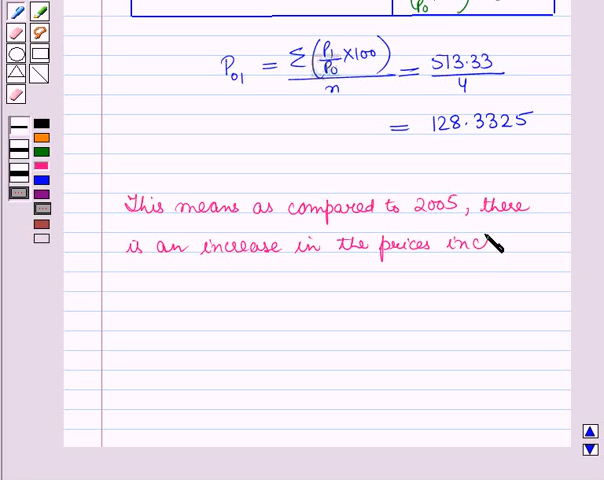 P₀
P₀₁ = Σ(P₁/P₀ ×100)/n = 513.33/4
= 128.3325
This means as compared to 2005, there
is an increase in the prices inc